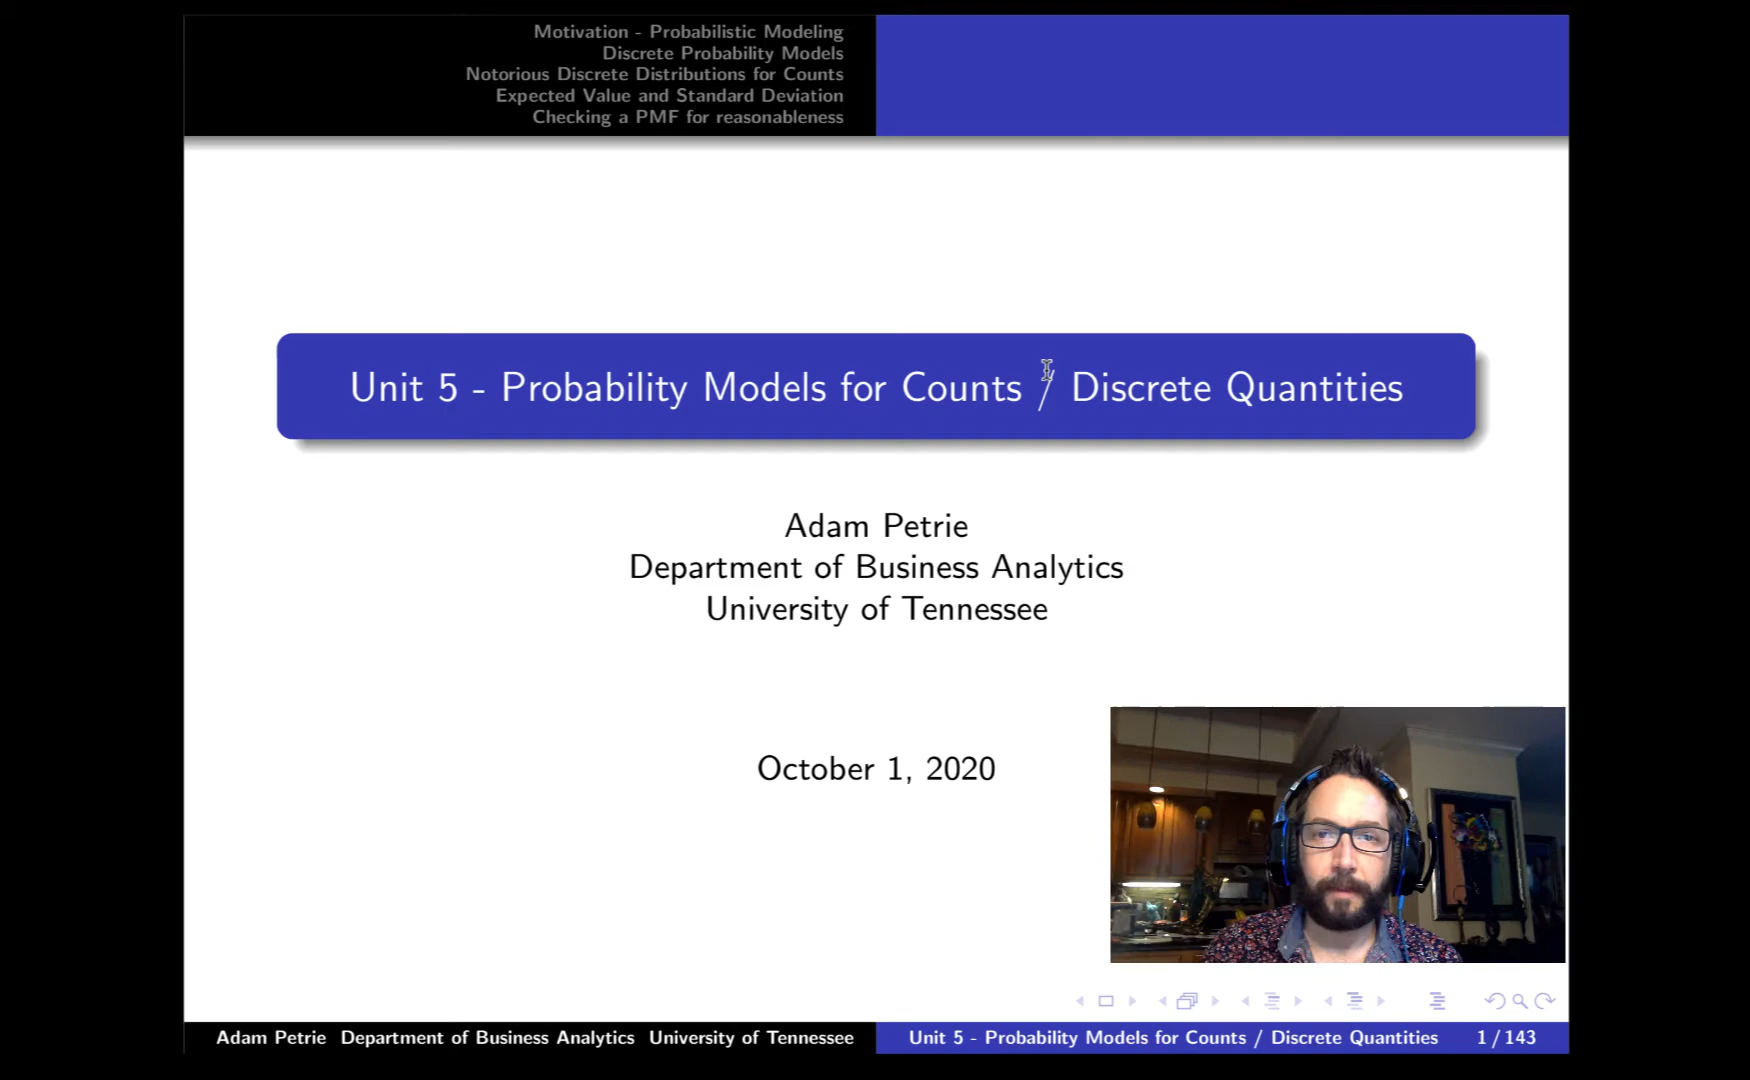 Motivation - Probabilistic Modeling
Discrete Probability Models
Notorious Discrete Distributions for Counts
Expected Value and Standard Deviation
Checking a PMF for reasonableness
Unit 5 - Probability Models for Counts / Discrete Quantities
Adam Petrie
Department of Business Analytics
University of Tennessee
October 1, 2020
Adam Petrie Department of Business Analytics University of Tennessee
Unit 5 - Probability Models for Counts / Discrete Quantities 1 / 143